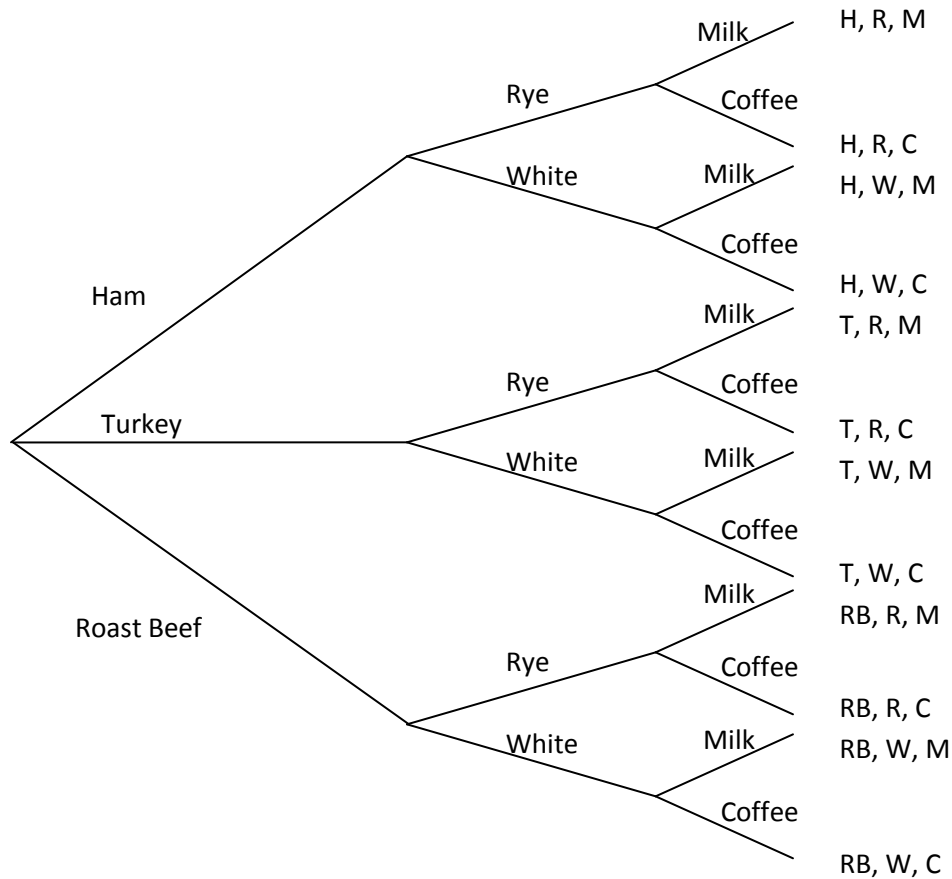 H, R, M
Milk
Rye
Coffee
H, R, C
White
Milk
H, W, M
Coffee
Ham
H, W, C
Milk
T, R, M
Rye
Coffee
Turkey
T, R, C
White
Milk
T, W, M
Coffee
T, W, C
Milk
RB, R, M
Roast Beef
Rye
Coffee
RB, R, C
White
Milk
RB, W, M
Coffee
RB, W, C